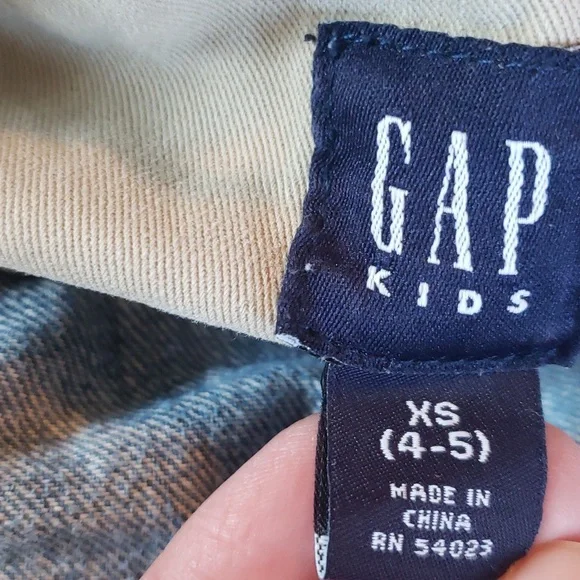 GAP
KIDS
XS
(4-5)
MADE IN
CHINA
RN 54023